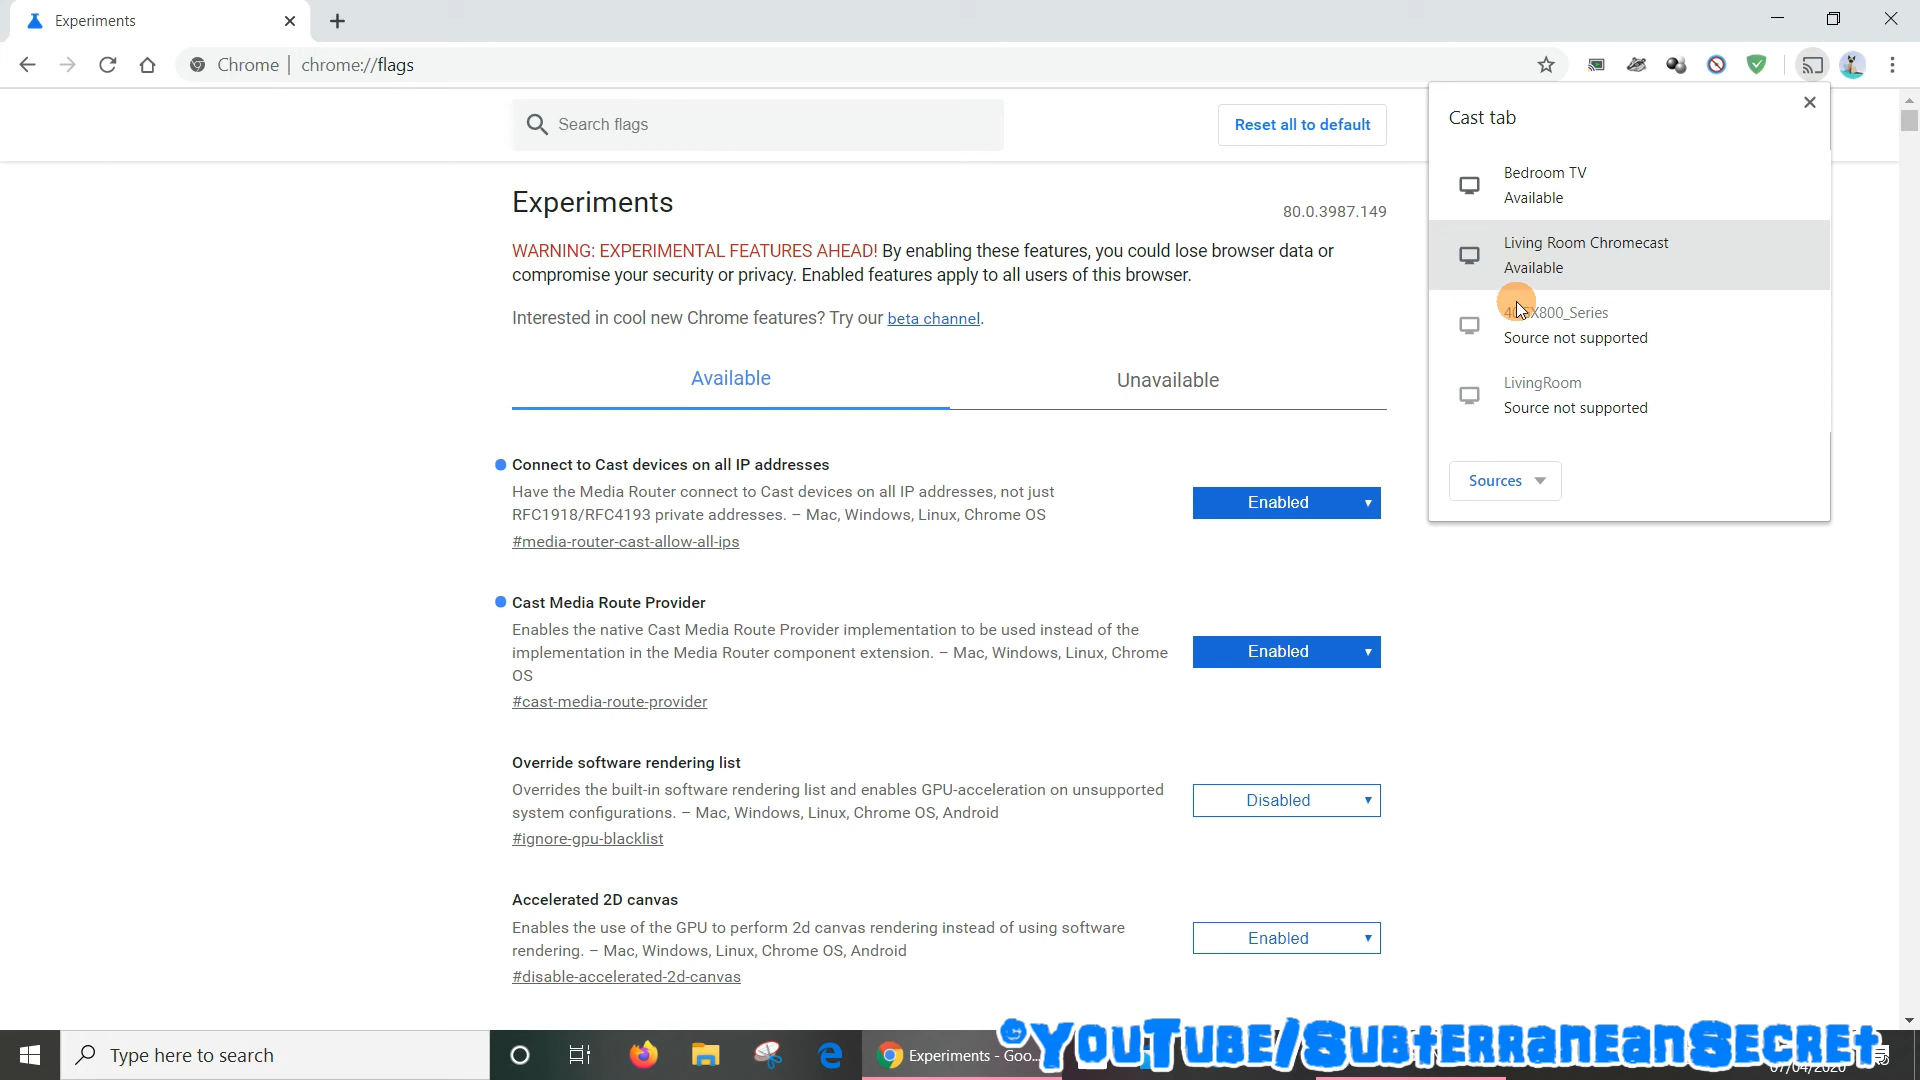 Experiments
Chrome | chrome://flags
Search flags
Reset all to default
Experiments
80.0.3987.149
WARNING: EXPERIMENTAL FEATURES AHEAD! By enabling these features, you could lose browser data or
compromise your security or privacy. Enabled features apply to all users of this browser.
Interested in cool new Chrome features? Try our beta channel.
Available
Unavailable
Connect to Cast devices on all IP addresses
Have the Media Router connect to Cast devices on all IP addresses, not just
RFC1918/RFC4193 private addresses. – Mac, Windows, Linux, Chrome OS
#media-router-cast-allow-all-ips
Enabled
Cast Media Route Provider
Enables the native Cast Media Route Provider implementation to be used instead of the
implementation in the Media Router component extension. – Mac, Windows, Linux, Chrome
OS
#cast-media-route-provider
Enabled
Override software rendering list
Overrides the built-in software rendering list and enables GPU-acceleration on unsupported
system configurations. – Mac, Windows, Linux, Chrome OS, Android
#ignore-gpu-blacklist
Disabled
Accelerated 2D canvas
Enables the use of the GPU to perform 2d canvas rendering instead of using software
rendering. – Mac, Windows, Linux, Chrome OS, Android
#disable-accelerated-2d-canvas
Enabled
Cast tab
Bedroom TV
Available
Living Room Chromecast
Available
Source not supported
LivingRoom
Source not supported
Sources
Type here to search
Experiments - Goo...
©YouTube/SubterraneanSecret
07/04/2020